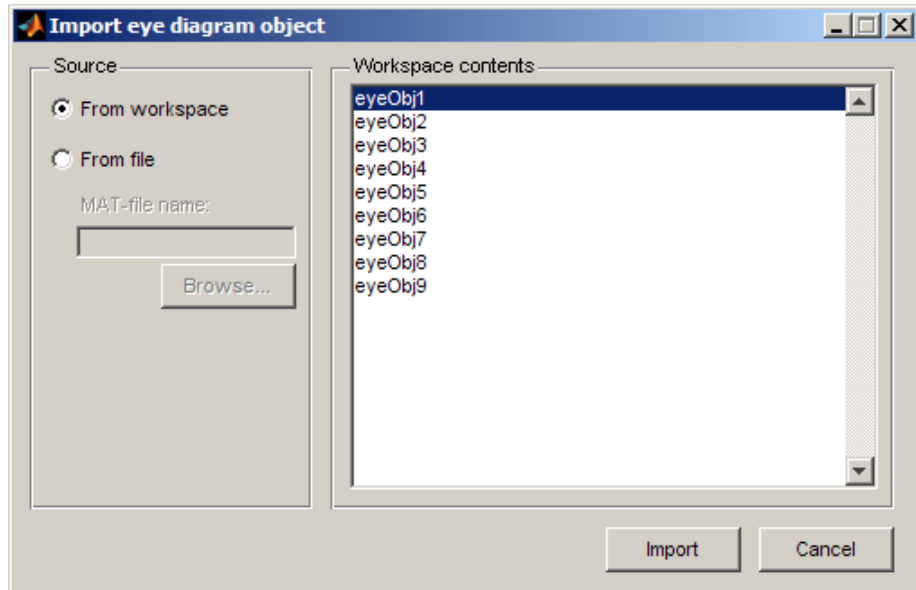 Import eye diagram object
Source
From workspace
From file
MAT-file name:
Browse...
Workspace contents
eyeObj1
eyeObj2
eyeObj3
eyeObj4
eyeObj5
eyeObj6
eyeObj7
eyeObj8
eyeObj9
Import
Cancel